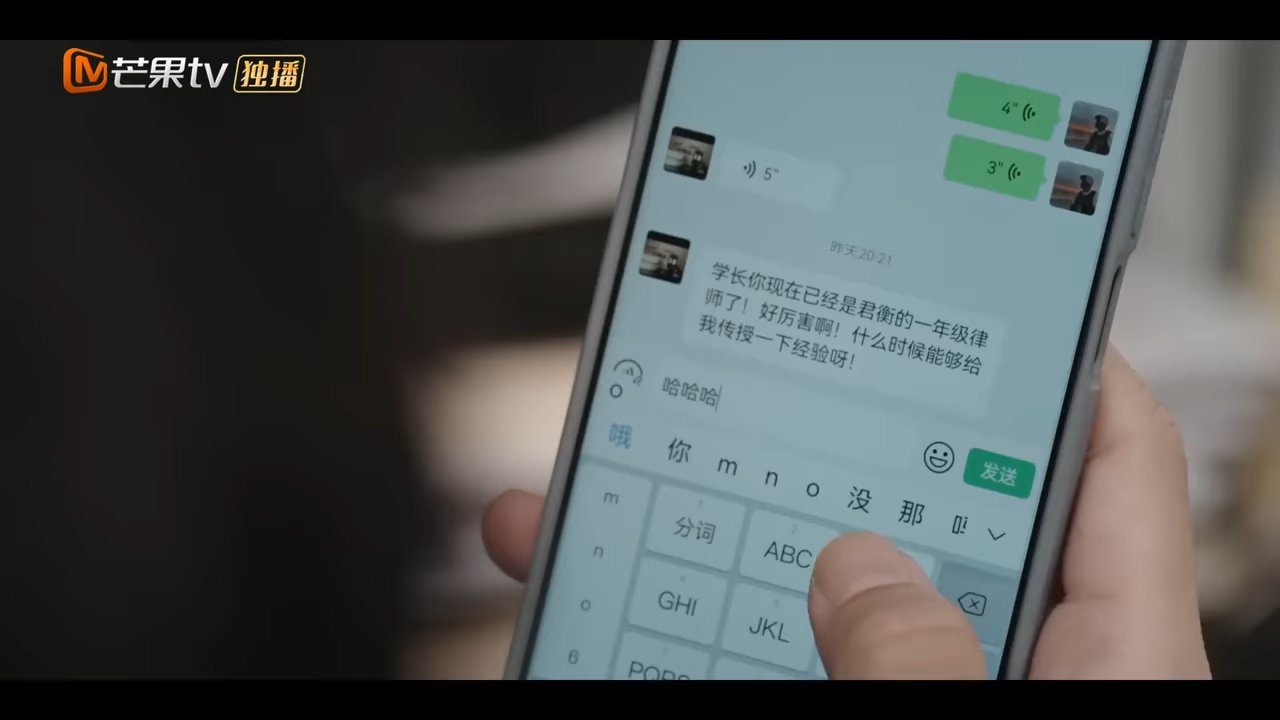 芒果tv 独播
4"
3"
5"
昨天20:21
学长你现在已经是君衡的一年级律
师了！好厉害啊！什么时候能够给
我传授一下经验呀！
哈哈哈
发送
o
哦 你 m n o 没 那
m
n
o
6
分词
ABC
GHI
JKL
PQRS